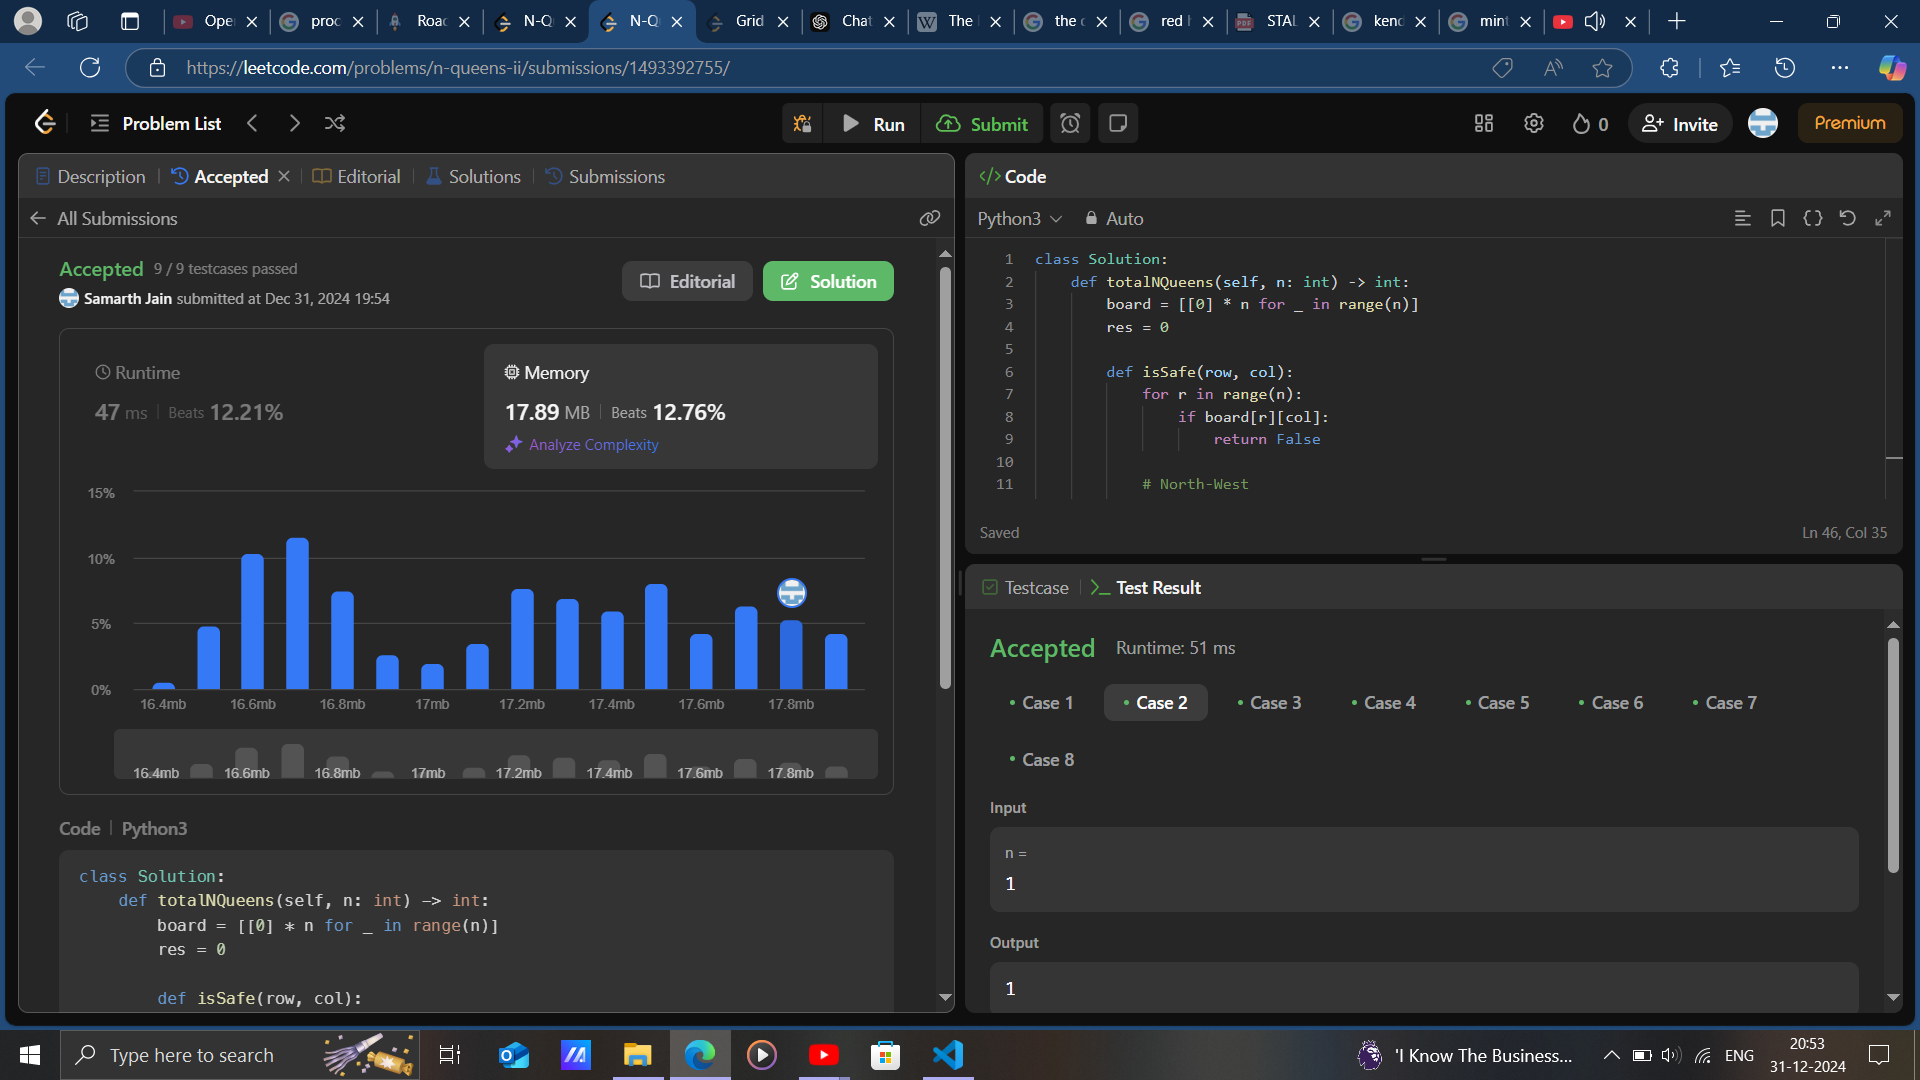 Oper
proc
Road
N-Q
N-Q
Grid
Chat
The
the c
red h
STAL
kend
min
https://leetcode.com/problems/n-queens-ii/submissions/1493392755/
Problem List
Run
Submit
0
Invite
Premium
Description
Accepted
Editorial
Solutions
Submissions
All Submissions
Accepted 9 / 9 testcases passed
Samarth Jain submitted at Dec 31, 2024 19:54
Editorial
Solution
Runtime
47 ms | Beats 12.21%
Memory
17.89 MB | Beats 12.76%
Analyze Complexity
15%
10%
5%
0%
16.4mb 16.6mb 16.8mb 17mb 17.2mb 17.4mb 17.6mb 17.8mb
16.4mb 16.6mb 16.8mb 17mb 17.2mb 17.4mb 17.6mb 17.8mb
Code | Python3
class Solution:
def totalNQueens(self, n: int) -> int:
board = [[0] * n for _ in range(n)]
res = 0
def isSafe(row, col):
</> Code
Python3
Auto
1 class Solution:
2 def totalNQueens(self, n: int) -> int:
3 board = [[0] * n for _ in range(n)]
4 res = 0
5
6 def isSafe(row, col):
7 for r in range(n):
8 if board[r][col]:
9 return False
10
11 # North-West
Saved
Ln 46, Col 35
Testcase
Test Result
Accepted Runtime: 51 ms
Case 1
Case 2
Case 3
Case 4
Case 5
Case 6
Case 7
Case 8
Input
n =
1
Output
1
Type here to search
'I Know The Business...
ENG
20:53
31-12-2024